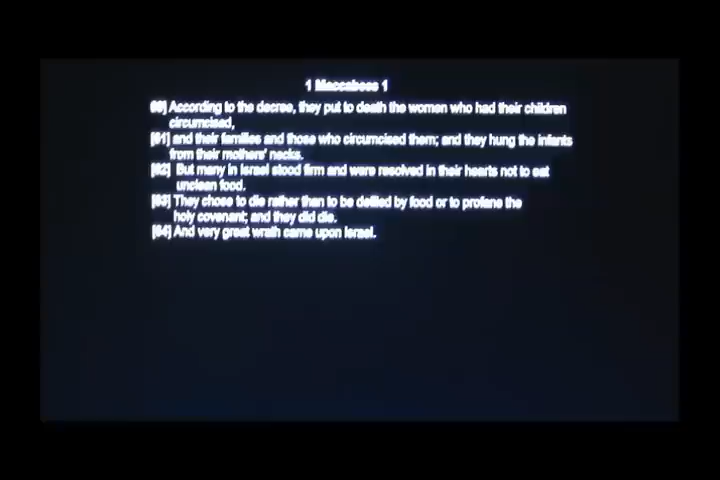 1 Maccabees 1
60] According to the decree, they put to death the women who had their children
circumcised,
[61] and their families and those who circumcised them; and they hung the infants
from their mothers' necks.
[62] But many in Israel stood firm and were resolved in their hearts not to eat
unclean food.
[63] They chose to die rather than to be defiled by food or to profane the
holy covenant; and they did die.
[64] And very great wrath came upon Israel.